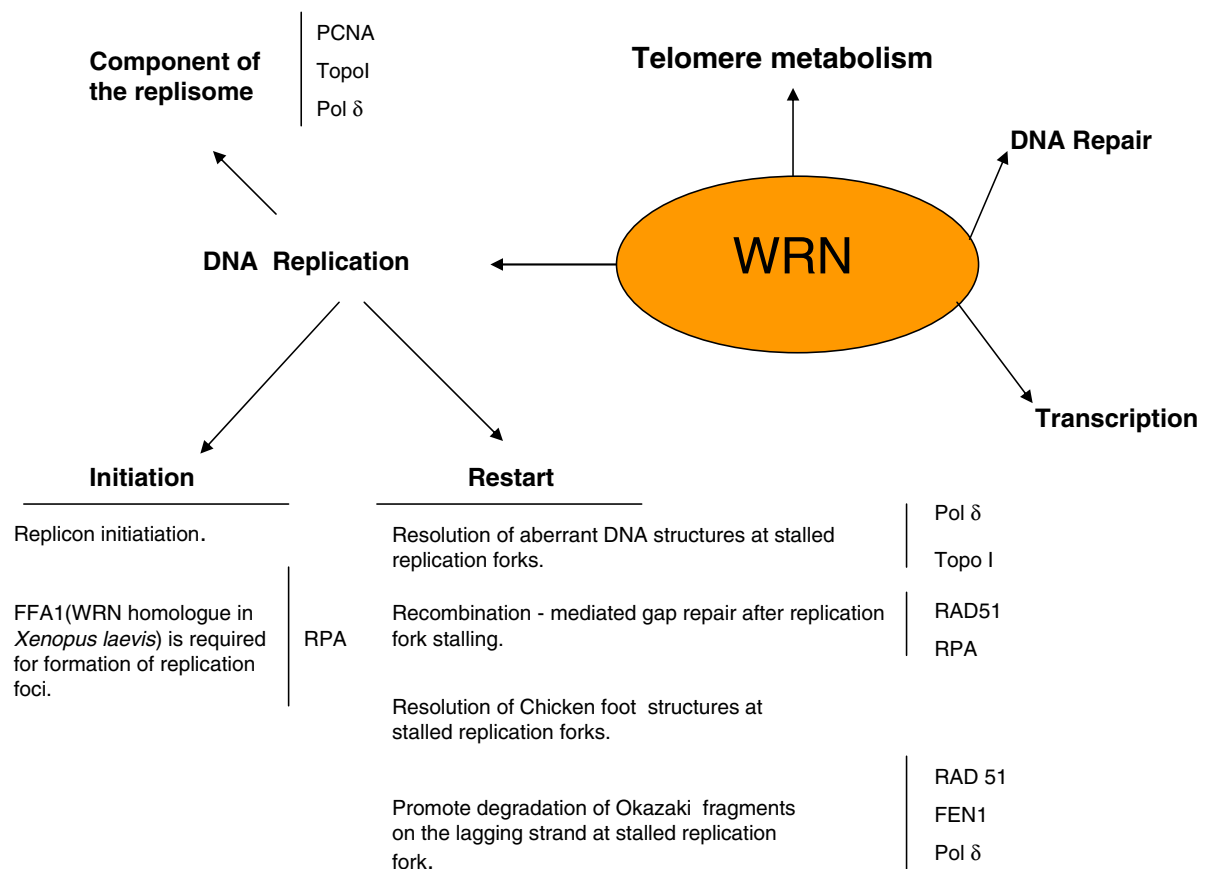 Component of
the replisome
PCNA
TopoI
Pol δ
Telomere metabolism
DNA Repair
WRN
DNA  Replication
Transcription
Initiation
Replicon initiatiation.
FFA1(WRN homologue in
Xenopus laevis) is required
for formation of replication
foci.
RPA
Restart
Resolution of aberrant DNA structures at stalled
replication forks.
Pol δ
Topo I
Recombination - mediated gap repair after replication
fork stalling.
RAD51
RPA
Resolution of Chicken foot  structures at
stalled replication forks.
Promote degradation of Okazaki  fragments
on the lagging strand at stalled replication
fork.
RAD 51
FEN1
Pol δ